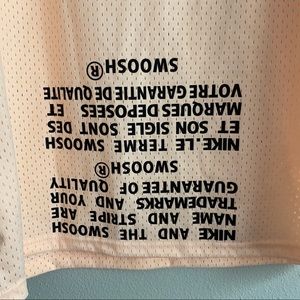 NIKE AND THE SWOOSH
NAME AND STRIPE ARE
TRADEMARKS AND YOUR
GUARANTEE OF QUALITY
SWOOSH®
NIKE. LE TERME SWOOSH
ET SON SIGLE SONT DES
MARQUES DEPOSEES ET
VOTRE GARANTIE DE QUALITE
SWOOSH®